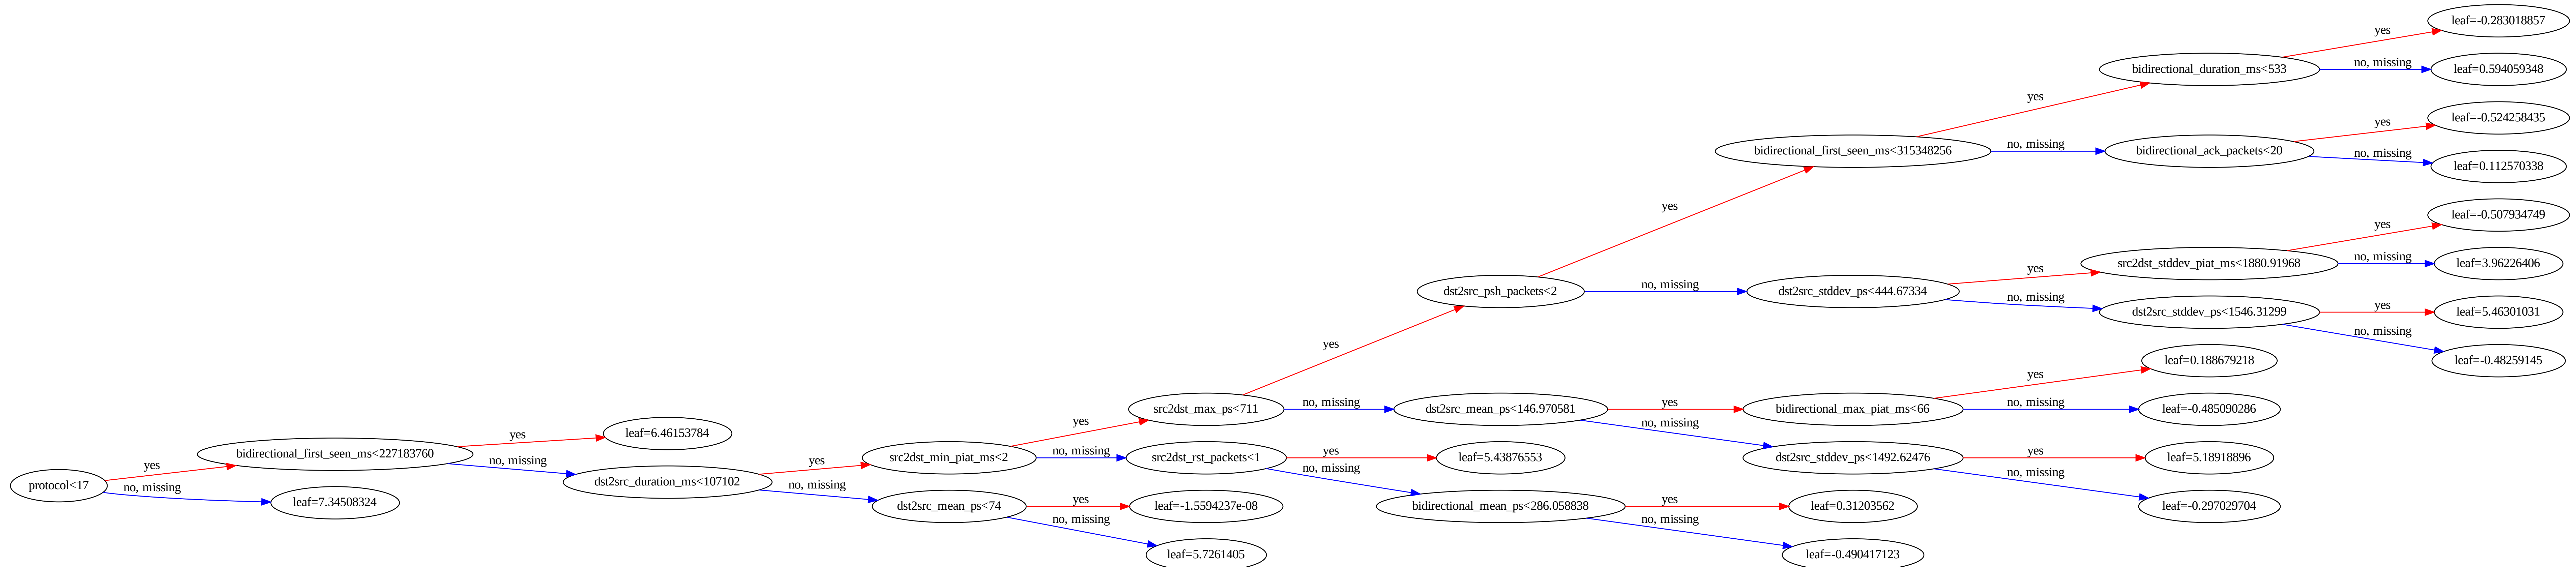 leaf=-0.283018857
yes
bidirectional_duration_ms<533
no, missing
leaf=0.594059348
yes
leaf=-0.524258435
yes
bidirectional_first_seen_ms<315348256
no, missing
bidirectional_ack_packets<20
no, missing
leaf=0.112570338
yes
leaf=-0.507934749
yes
src2dst_stddev_piat_ms<1880.91968
no, missing
leaf=3.96226406
yes
dst2src_psh_packets<2
no, missing
dst2src_stddev_ps<444.67334
no, missing
dst2src_stddev_ps<1546.31299
yes
leaf=5.46301031
no, missing
leaf=-0.48259145
yes
leaf=0.188679218
yes
src2dst_max_ps<711
no, missing
dst2src_mean_ps<146.970581
yes
bidirectional_max_piat_ms<66
no, missing
leaf=-0.485090286
no, missing
dst2src_stddev_ps<1492.62476
yes
leaf=5.18918896
no, missing
leaf=-0.297029704
yes
leaf=6.46153784
yes
bidirectional_first_seen_ms<227183760
no, missing
yes
src2dst_min_piat_ms<2
no, missing
src2dst_rst_packets<1
yes
leaf=5.43876553
no, missing
protocol<17
yes
no, missing
leaf=7.34508324
dst2src_duration_ms<107102
no, missing
dst2src_mean_ps<74
yes
leaf=-1.5594237e-08
no, missing
leaf=5.7261405
bidirectional_mean_ps<286.058838
yes
leaf=0.31203562
no, missing
leaf=-0.490417123